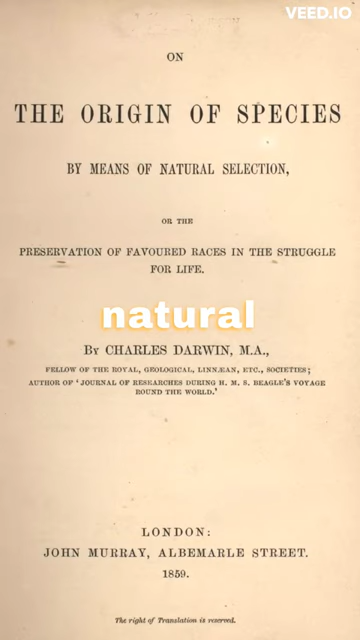 VEED.IO
ON
THE ORIGIN OF SPECIES
BY MEANS OF NATURAL SELECTION,
OR THE
PRESERVATION OF FAVOURED RACES IN THE STRUGGLE
FOR LIFE.
natural
BY CHARLES DARWIN, M.A.,
FELLOW OF THE ROYAL, GEOLOGICAL, LINNÆAN, ETC., SOCIETIES;
AUTHOR OF 'JOURNAL OF RESEARCHES DURING H. M. S. BEAGLE'S VOYAGE
ROUND THE WORLD.'
LONDON:
JOHN MURRAY, ALBEMARLE STREET.
1859.
The right of Translation is reserved.